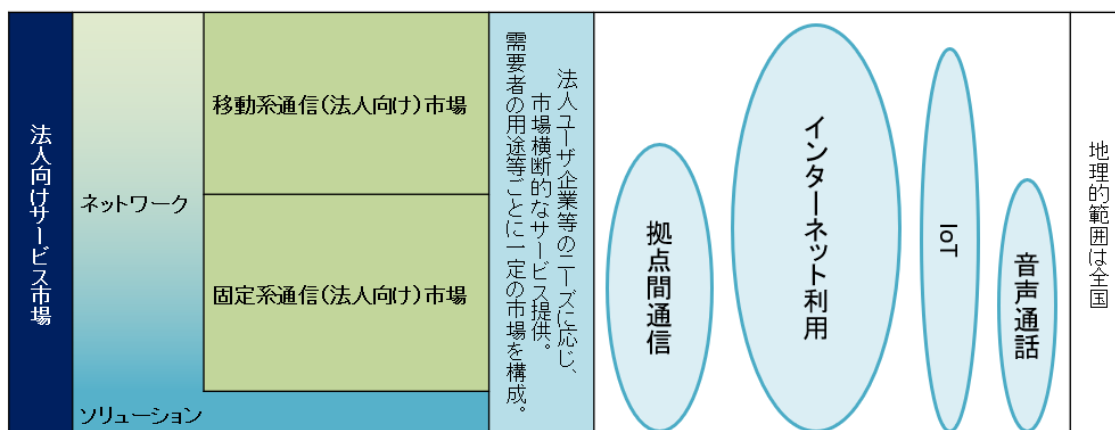 法人向けサービス市場
ネットワーク
ソリューション
移動系通信(法人向け)市場
固定系通信(法人向け)市場
法人ユーザ企業等のニーズに応じ、
市場横断的なサービス提供。
需要者の用途等ごとに一定の市場を構成。
拠点間通信
インターネット利用
IoT
音声通話
地理的範囲は全国